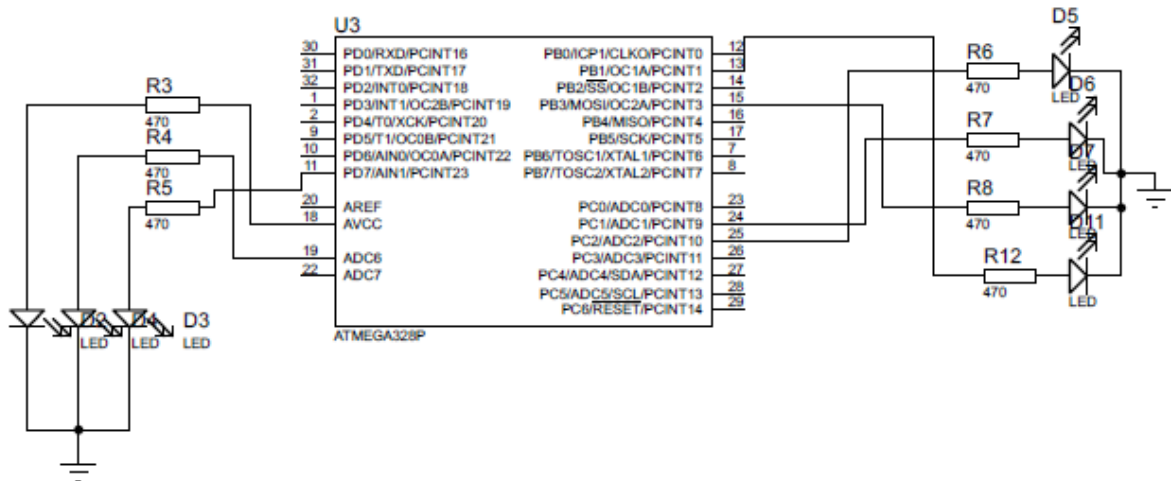 U3
30 PD0/RXD/PCINT16
31 PD1/TXD/PCINT17
32 PD2/INT0/PCINT18
1 PD3/INT1/OC2B/PCINT19
2 PD4/T0/XCK/PCINT20
9 PD5/T1/OC0B/PCINT21
10 PD6/AIN0/OC0A/PCINT22
11 PD7/AIN1/PCINT23
20 AREF
18 AVCC
19 ADC6
22 ADC7
PB0/ICP1/CLKO/PCINT0 12
PB1/OC1A/PCINT1 13
PB2/SS/OC1B/PCINT2 14
PB3/MOSI/OC2A/PCINT3 15
PB4/MISO/PCINT4 16
PB5/SCK/PCINT5 17
PB6/TOSC1/XTAL1/PCINT6 7
PB7/TOSC2/XTAL2/PCINT7 8
PC0/ADC0/PCINT8 23
PC1/ADC1/PCINT9 24
PC2/ADC2/PCINT10 25
PC3/ADC3/PCINT11 26
PC4/ADC4/SDA/PCINT12 27
PC5/ADC5/SCL/PCINT13 28
PC6/RESET/PCINT14 29
ATMEGA328P
R3
470
R4
470
R5
470
D3
LED
LED
LED
R6
470
D5
LED
R7
470
D6
LED
R8
470
D7
LED
R12
470
D11
LED